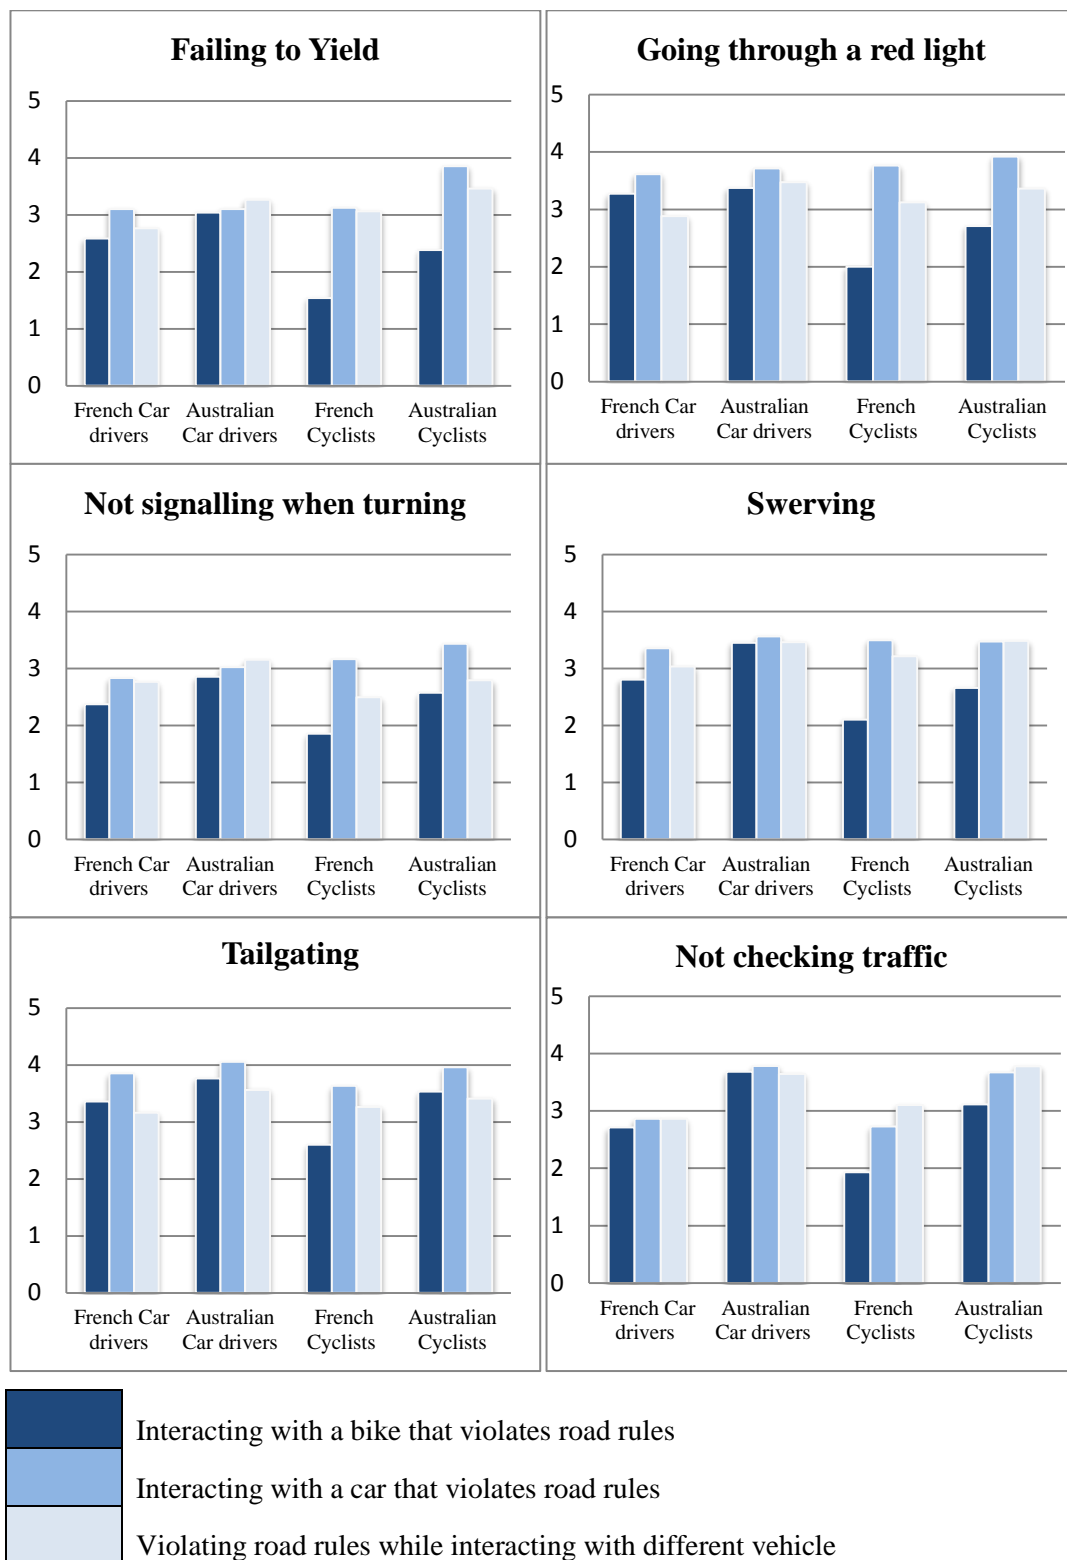 Failing to Yield
5
4
3
2
1
0
French Car drivers
Australian Car drivers
French Cyclists
Australian Cyclists
Going through a red light
5
4
3
2
1
0
French Car drivers
Australian Car drivers
French Cyclists
Australian Cyclists
Not signalling when turning
5
4
3
2
1
0
French Car drivers
Australian Car drivers
French Cyclists
Australian Cyclists
Swerving
5
4
3
2
1
0
French Car drivers
Australian Car drivers
French Cyclists
Australian Cyclists
Tailgating
5
4
3
2
1
0
French Car drivers
Australian Car drivers
French Cyclists
Australian Cyclists
Not checking traffic
5
4
3
2
1
0
French Car drivers
Australian Car drivers
French Cyclists
Australian Cyclists
Interacting with a bike that violates road rules
Interacting with a car that violates road rules
Violating road rules while interacting with different vehicle